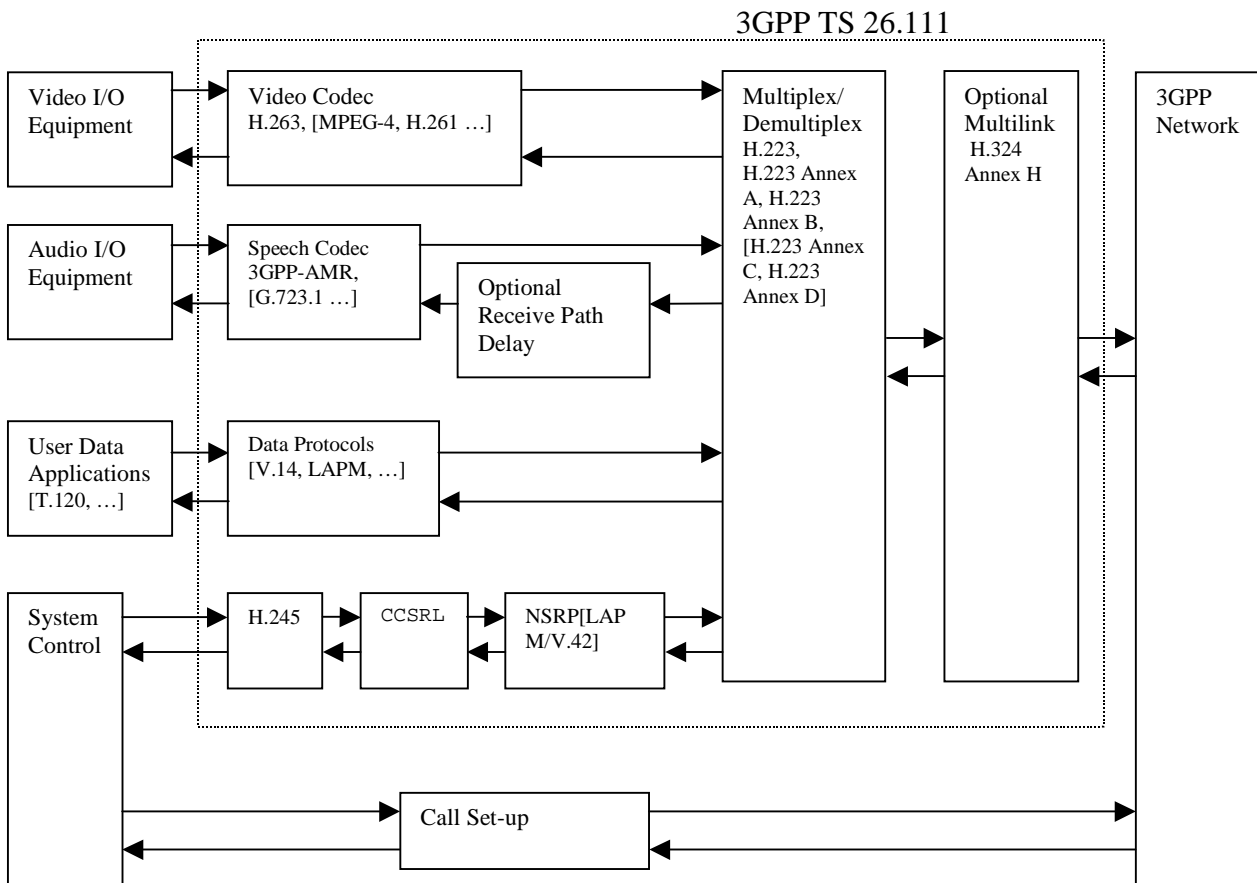 3GPP TS 26.111
Video I/O
Equipment
Video Codec
H.263, [MPEG-4, H.261 …]
Multiplex/
Demultiplex
H.223,
H.223 Annex
A, H.223
Annex B,
[H.223 Annex
C, H.223
Annex D]
Optional
Multilink
H.324
Annex H
3GPP
Network
Audio I/O
Equipment
Speech Codec
3GPP-AMR,
[G.723.1 …]
Optional
Receive Path
Delay
User Data
Applications
[T.120, …]
Data Protocols
[V.14, LAPM, …]
System
Control
H.245
CCSRL
NSRP[LAP
M/V.42]
Call Set-up